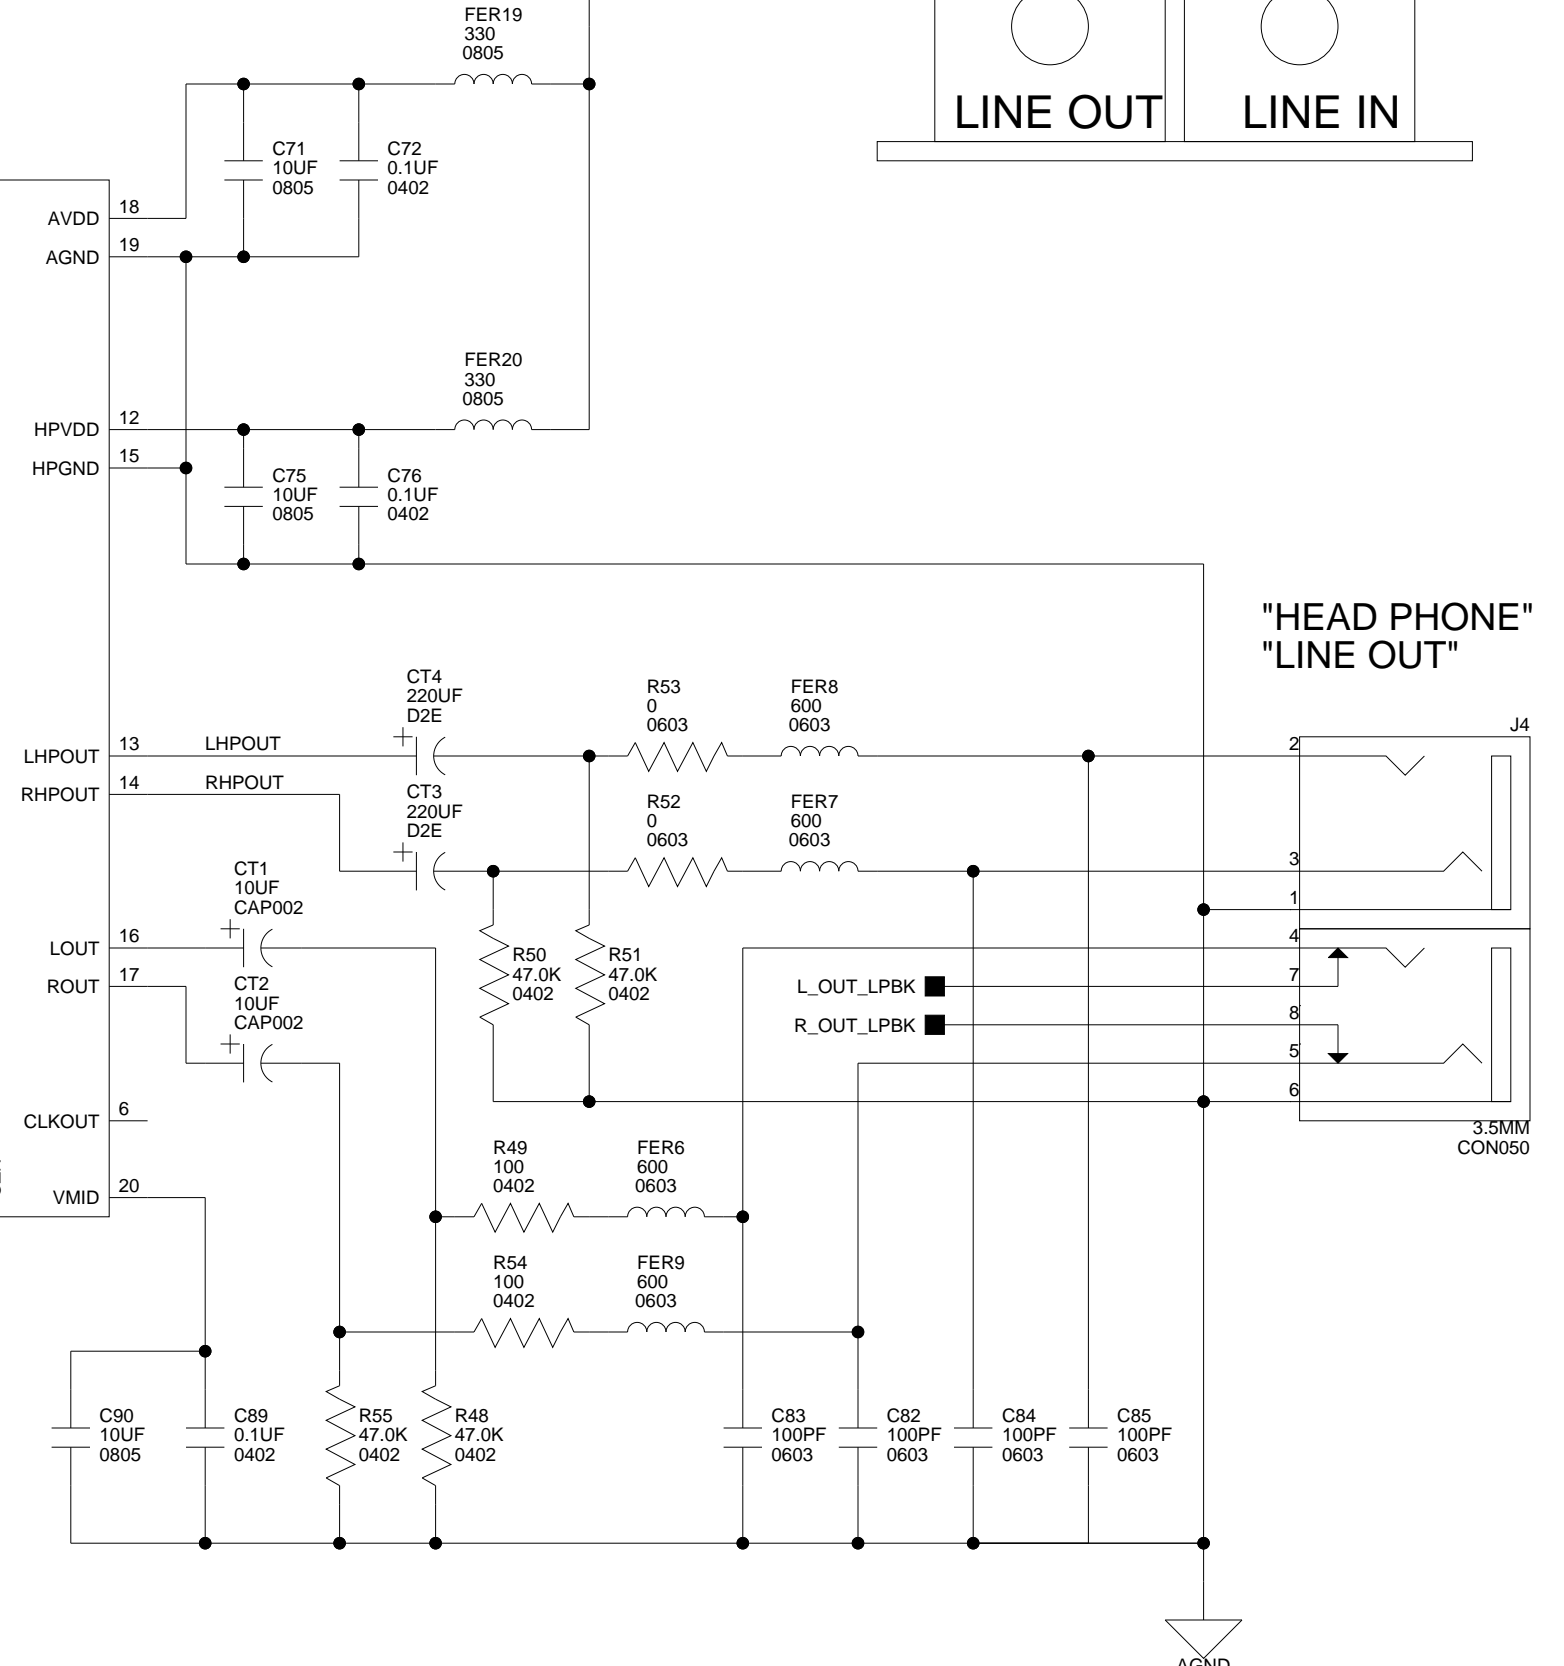 FER19
330
0805
LINE OUT
LINE IN
C71
10UF
0805
C72
0.1UF
0402
AVDD
18
AGND
19
FER20
330
0805
HPVDD
12
HPGND
15
C75
10UF
0805
C76
0.1UF
0402
"HEAD PHONE"
"LINE OUT"
CT4
220UF
D2E
R53
0
0603
FER8
600
0603
J4
LHPOUT
13
LHPOUT
2
RHPOUT
14
RHPOUT
CT3
220UF
D2E
R52
0
0603
FER7
600
0603
3
1
CT1
10UF
CAP002
LOUT
16
4
R50
47.0K
0402
R51
47.0K
0402
L_OUT_LPBK
7
ROUT
17
CT2
10UF
CAP002
R_OUT_LPBK
8
5
6
CLKOUT
6
3.5MM
CON050
R49
100
0402
FER6
600
0603
VMID
20
R54
100
0402
FER9
600
0603
C90
10UF
0805
C89
0.1UF
0402
R55
47.0K
0402
R48
47.0K
0402
C83
100PF
0603
C82
100PF
0603
C84
100PF
0603
C85
100PF
0603
AGND